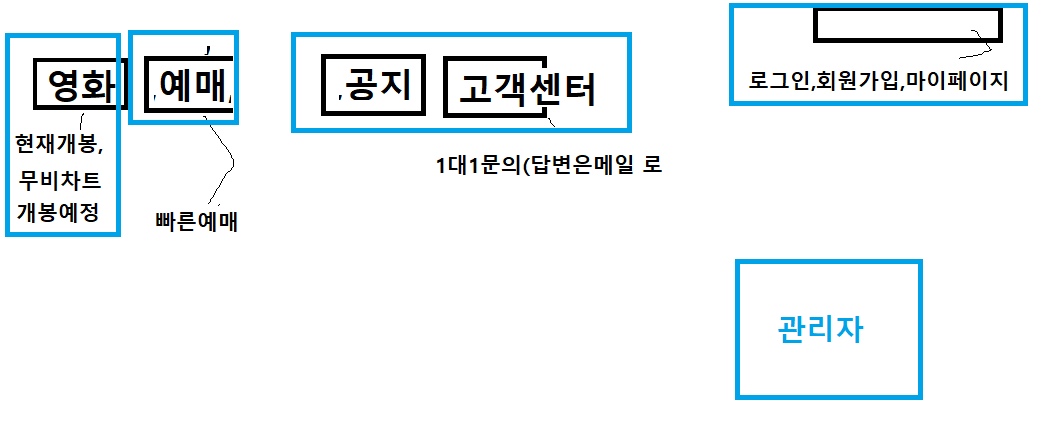 영화
현재개봉,
무비차트
개봉예정
,예매,
빠른예매
,공지
고객센터
1대1문의(답변은메일 로
로그인,회원가입,마이페이지
관리자